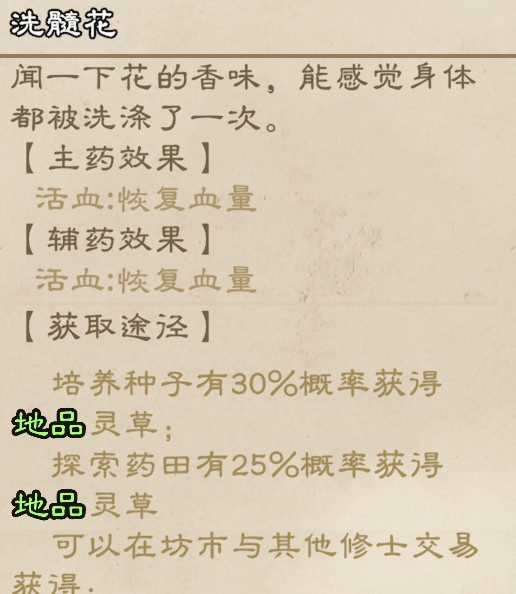 洗髓花
闻一下花的香味，能感觉身体
都被洗涤了一次。
【主药效果】
活血:恢复血量
【辅药效果】
活血:恢复血量
【获取途径】
培养种子有30%概率获得
地品灵草；
探索药田有25%概率获得
地品灵草
可以在坊市与其他修士交易
获得；